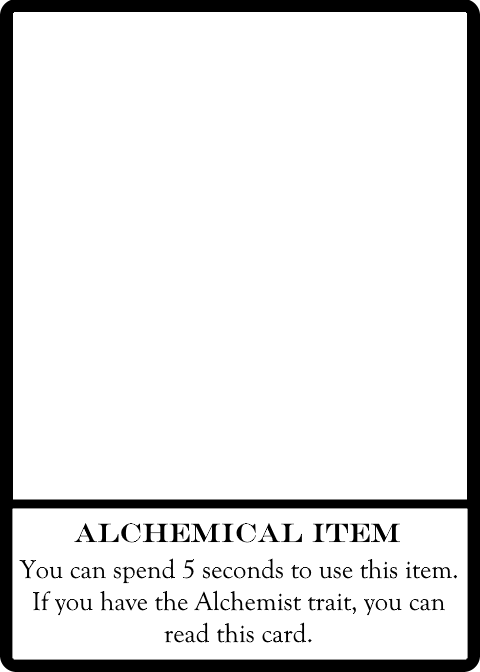 ALCHEMICAL ITEM
You can spend 5 seconds to use this item.
If you have the Alchemist trait, you can
read this card.